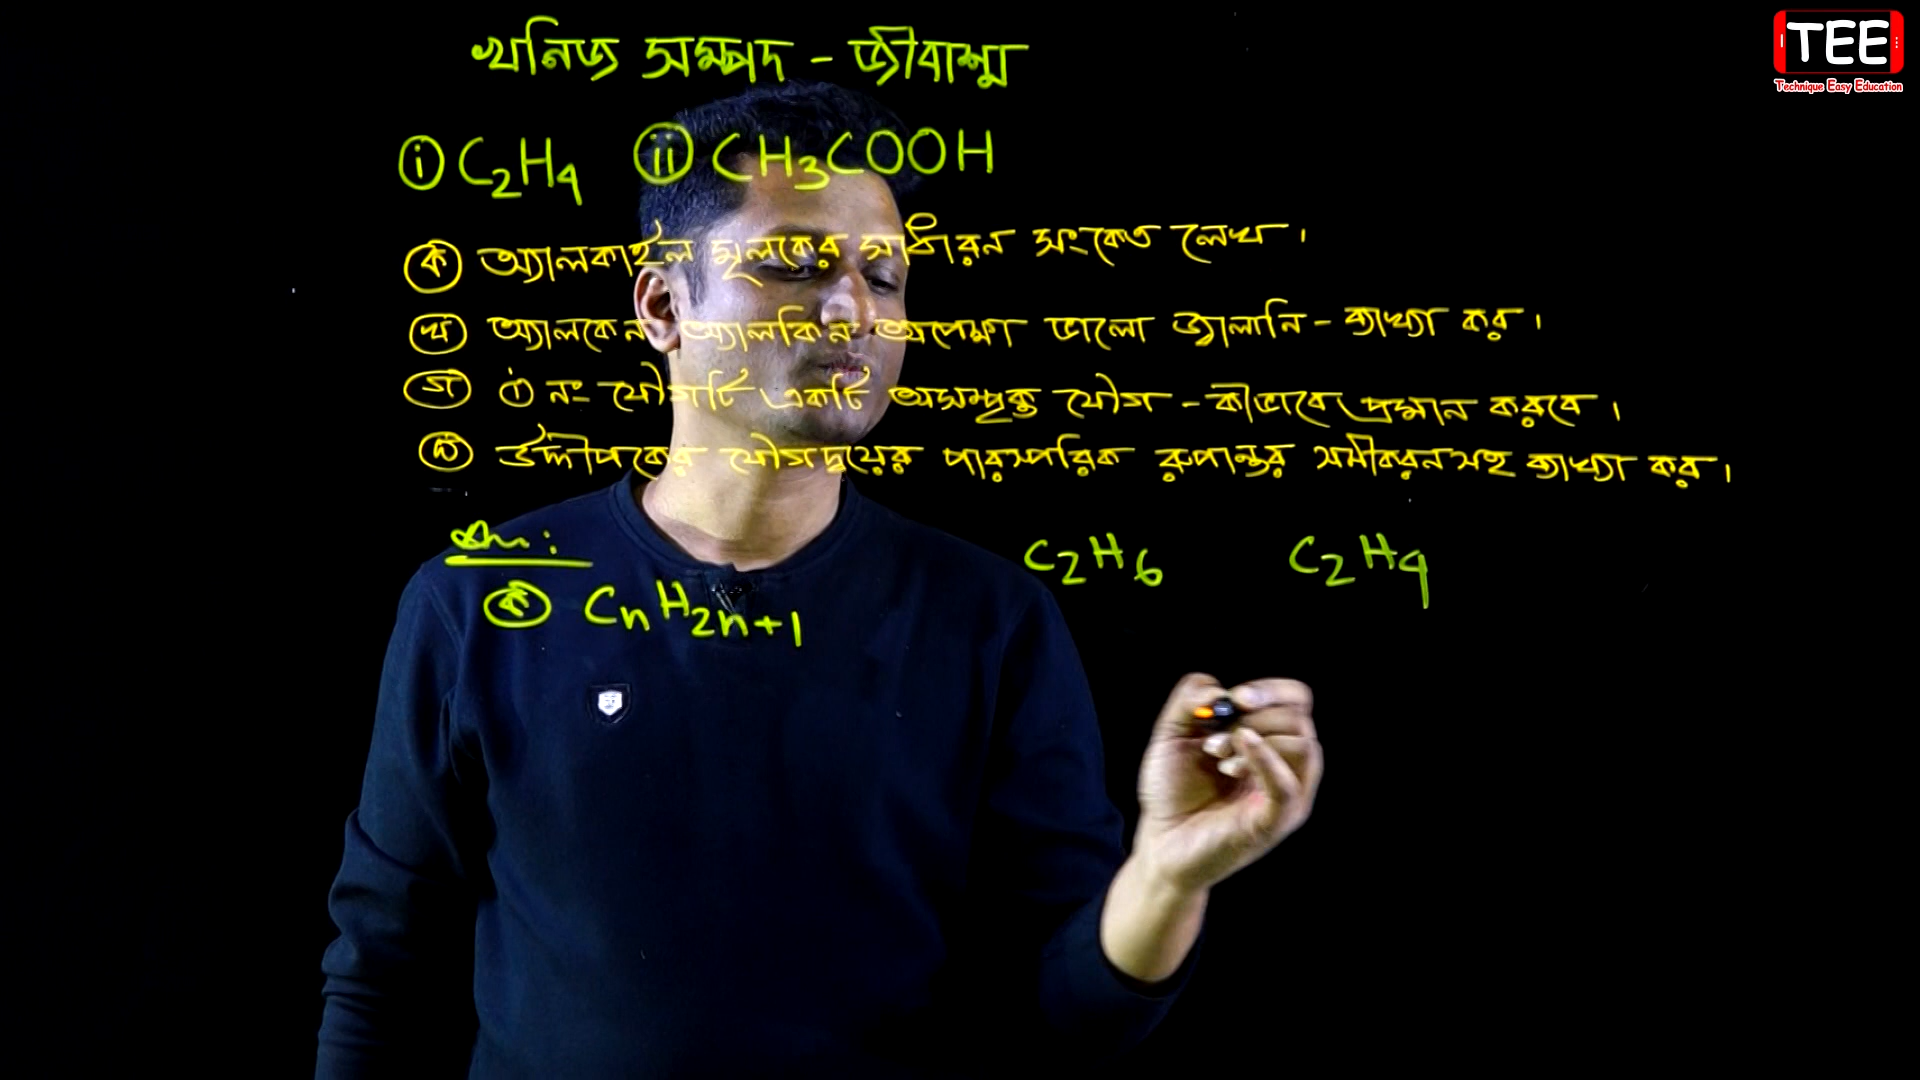 খনিজ সম্পদ - জীবাশ্ম
TEE
Technique Easy Education
i C₂H₄ ii CH₃COOH
ক অ্যালকাইল মূলকের সাধারন সংকেত লেখ।
খ অ্যালকেন অ্যালকিন অপেক্ষা ভালো জ্বালানি - ব্যাখ্যা কর।
গ i নং যৌগটি একটি অসম্পৃক্ত যৌগ - কীভাবে প্রমান করবে।
ঘ উদ্দীপকের যৌগদ্বয়ের পারস্পরিক রুপান্তর সমীকরনসহ ব্যাখ্যা কর।
Ans:
C₂H₆ C₂H₄
ক CₙH₂ₙ₊₁